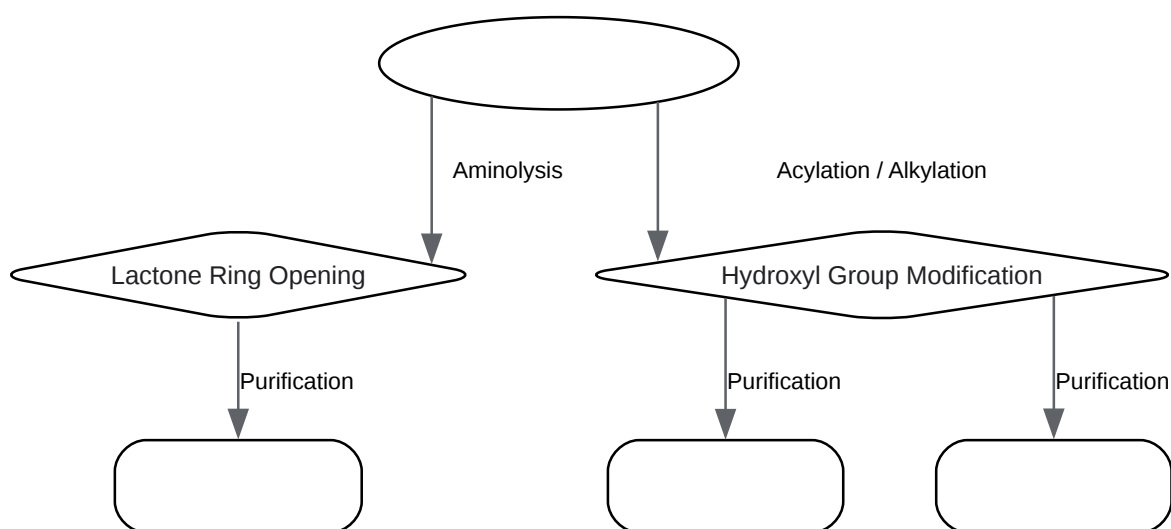 Aminolysis
Acylation / Alkylation
Lactone Ring Opening
Hydroxyl Group Modification
Purification
Purification
Purification